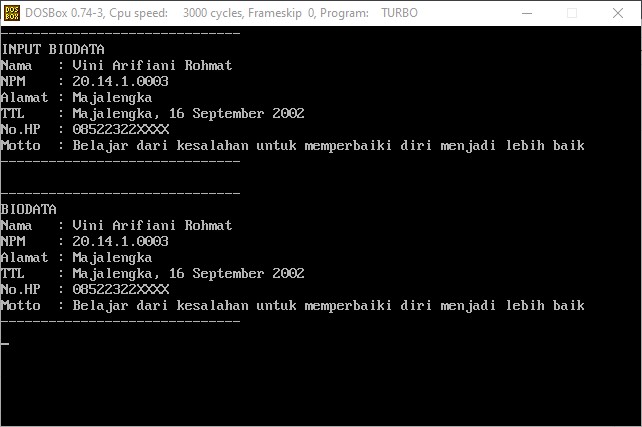 DOS BOX DOSBox 0.74-3, Cpu speed: 3000 cycles, Frameskip 0, Program: TURBO
------------------------------
INPUT BIODATA
Nama   : Vini Arifiani Rohmat
NPM    : 20.14.1.0003
Alamat : Majalengka
TTL    : Majalengka, 16 September 2002
No.HP  : 08522322XXXX
Motto  : Belajar dari kesalahan untuk memperbaiki diri menjadi lebih baik
------------------------------
------------------------------
BIODATA
Nama   : Vini Arifiani Rohmat
NPM    : 20.14.1.0003
Alamat : Majalengka
TTL    : Majalengka, 16 September 2002
No.HP  : 08522322XXXX
Motto  : Belajar dari kesalahan untuk memperbaiki diri menjadi lebih baik
------------------------------